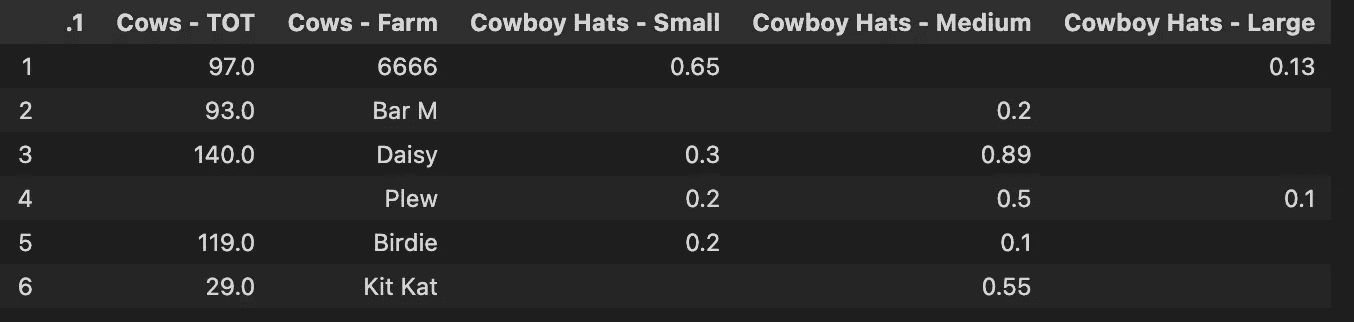 .1 Cows - TOT Cows - Farm Cowboy Hats - Small Cowboy Hats - Medium Cowboy Hats - Large
1 97.0 6666 0.65 0.13
2 93.0 Bar M 0.2
3 140.0 Daisy 0.3 0.89
4 Plew 0.2 0.5 0.1
5 119.0 Birdie 0.2 0.1
6 29.0 Kit Kat 0.55